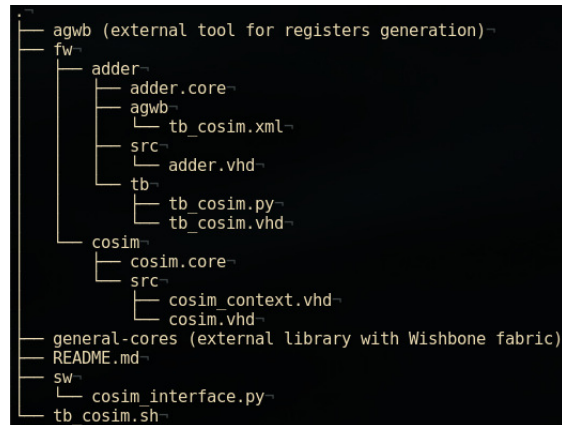 .¬
├── agwb (external tool for registers generation)¬
├── fw¬
│   ├── adder¬
│   │   ├── adder.core¬
│   │   ├── agwb¬
│   │   │   └── tb_cosim.xml¬
│   │   ├── src¬
│   │   │   └── adder.vhd¬
│   │   └── tb¬
│   │       ├── tb_cosim.py¬
│   │       └── tb_cosim.vhd¬
│   └── cosim¬
│       ├── cosim.core¬
│       └── src¬
│           ├── cosim_context.vhd¬
│           └── cosim.vhd¬
├── general-cores (external library with Wishbone fabric)¬
├── README.md¬
├── sw¬
│   └── cosim_interface.py¬
└── tb_cosim.sh¬